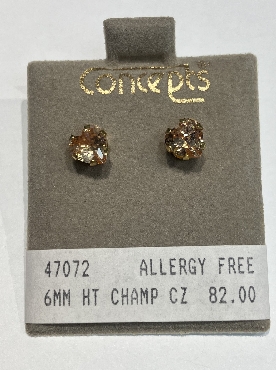 Concepts
47072 ALLERGY FREE
6MM HT CHAMP CZ 82.00